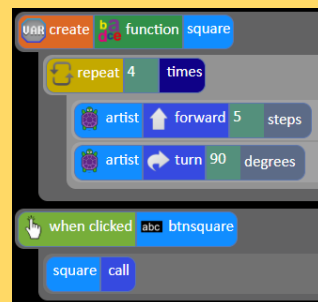 VAR create bdace function square
repeat 4 times
artist forward 5 steps
artist turn 90 degrees
when clicked abc btnsquare
square call